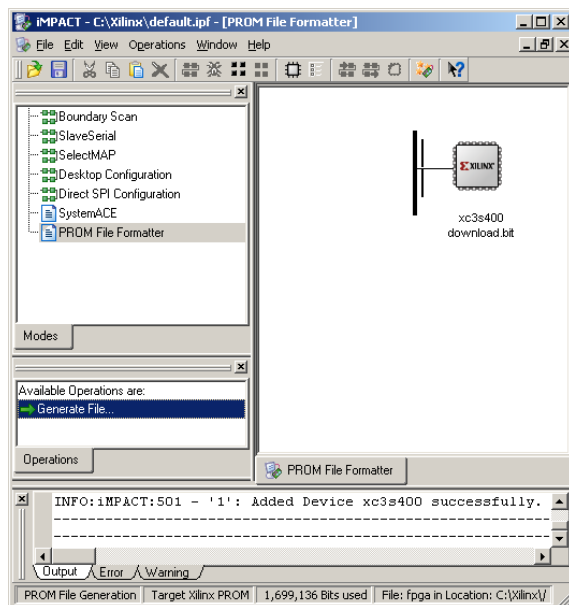 iMPACT - C:\Xilinx\default.ipf - [PROM File Formatter]
File Edit View Operations Window Help
Boundary Scan
SlaveSerial
SelectMAP
Desktop Configuration
Direct SPI Configuration
SystemACE
PROM File Formatter
Modes
XILINX
xc3s400
download.bit
Available Operations are:
Generate File...
Operations
PROM File Formatter
INFO:iMPACT:501 - '1': Added Device xc3s400 successfully.
----------------------------------------------------------------------
----------------------------------------------------------------------
Output Error Warning
PROM File Generation Target Xilinx PROM 1,699,136 Bits used File: fpga in Location: C:\Xilinx\/